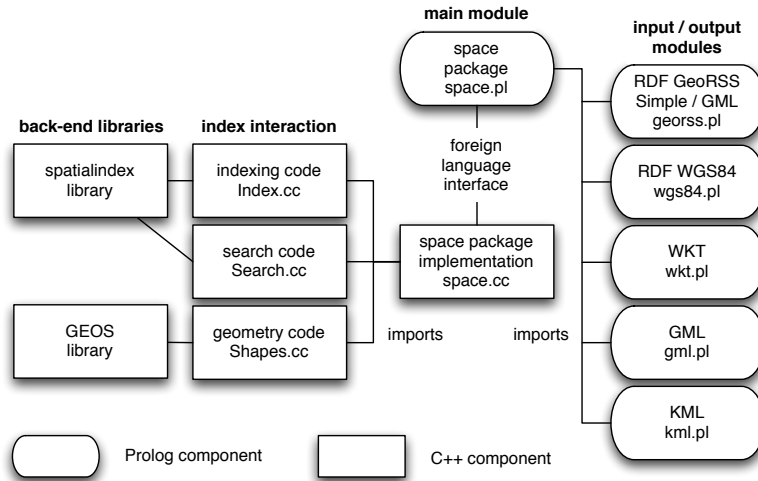 main module
input / output
modules
space
package
space.pl
RDF GeoRSS
Simple / GML
georss.pl
back-end libraries
index interaction
foreign
language
interface
spatialindex
library
indexing code
Index.cc
RDF WGS84
wgs84.pl
search code
Search.cc
space package
implementation
space.cc
WKT
wkt.pl
GEOS
library
geometry code
Shapes.cc
imports
imports
GML
gml.pl
KML
kml.pl
Prolog component
C++ component